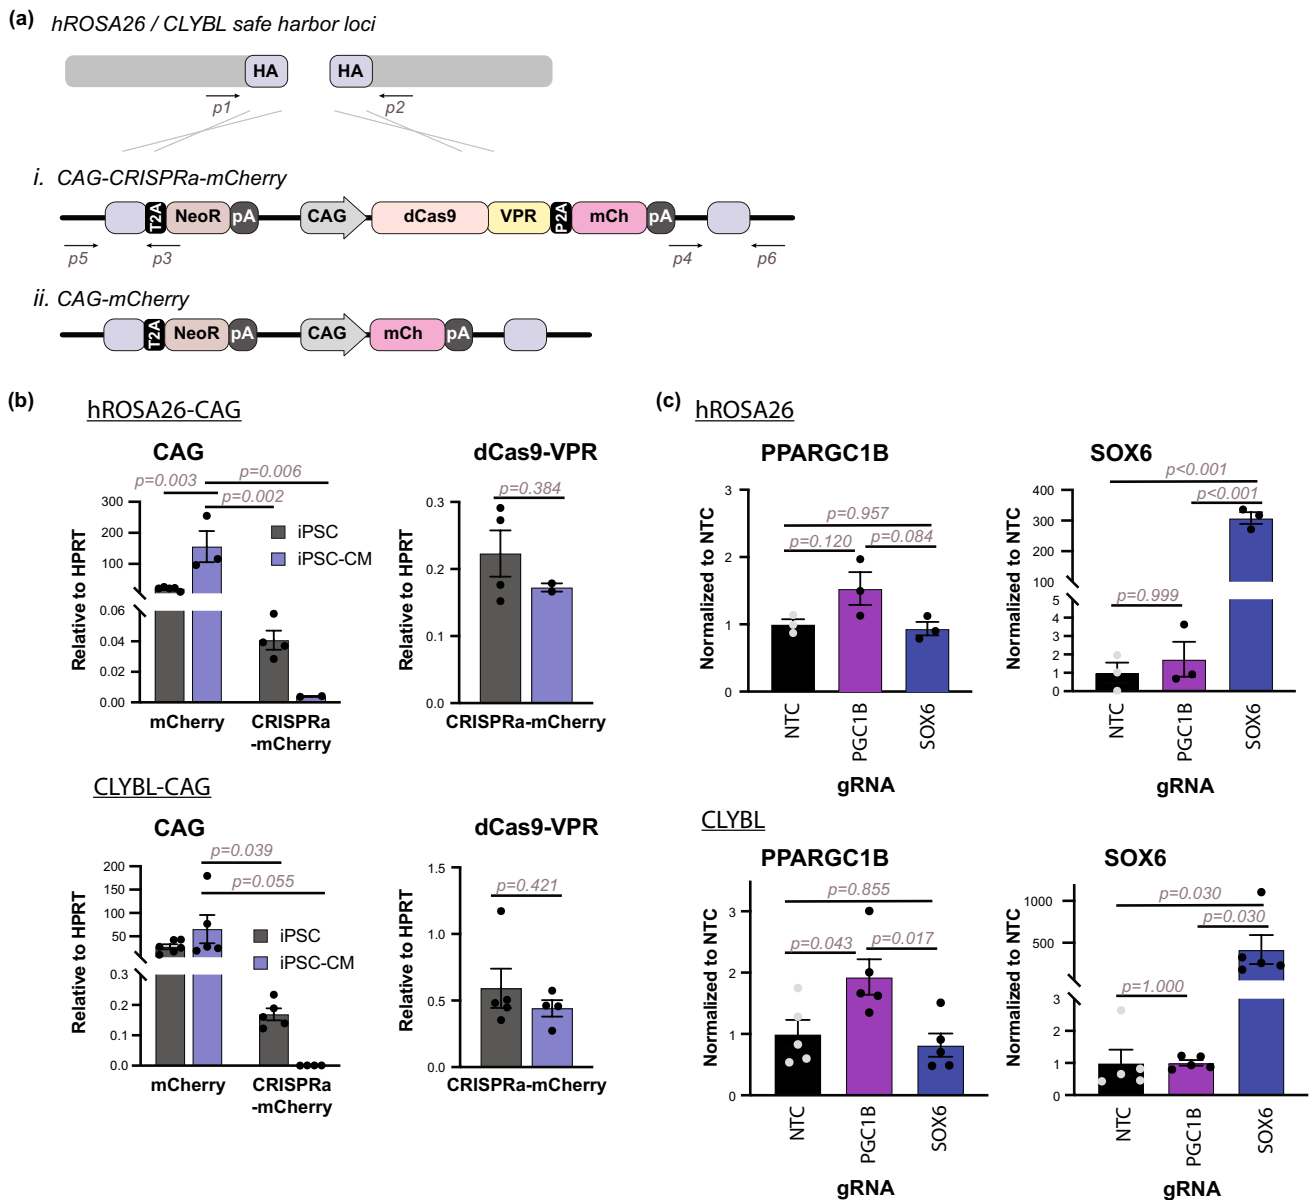 (a) hROSA26 / CLYBL safe harbor loci
HA HA
p1 p2
i. CAG-CRISPRa-mCherry
T2A NeoR pA CAG dCas9 VPR P2A mCh pA
p5 p3 p4 p6
ii. CAG-mCherry
T2A NeoR pA CAG mCh pA
(b) hROSA26-CAG
CAG
p=0.003 p=0.006
p=0.002
Relative to HPRT
300
200
100
0.06
0.04
0.02
0.00
iPSC
iPSC-CM
mCherry CRISPRa
-mCherry
dCas9-VPR
p=0.384
Relative to HPRT
0.3
0.2
0.1
0.0
CRISPRa-mCherry
CLYBL-CAG
CAG
p=0.039
p=0.055
Relative to HPRT
200
150
100
50
0.3
0.2
0.1
0.0
iPSC
iPSC-CM
mCherry CRISPRa
-mCherry
dCas9-VPR
p=0.421
Relative to HPRT
1.5
1.0
0.5
0.0
CRISPRa-mCherry
(c) hROSA26
PPARGC1B
p=0.957
p=0.120 p=0.084
Normalized to NTC
3
2
1
0
NTC PGC1B SOX6
gRNA
SOX6
p<0.001
p<0.001
p=0.999
Normalized to NTC
400
300
200
100
5
4
3
2
1
0
NTC PGC1B SOX6
gRNA
CLYBL
PPARGC1B
p=0.855
p=0.043 p=0.017
Normalized to NTC
3
2
1
0
NTC PGC1B SOX6
gRNA
SOX6
p=0.030
p=0.030
p=1.000
Normalized to NTC
1000
500
3
2
1
0
NTC PGC1B SOX6
gRNA